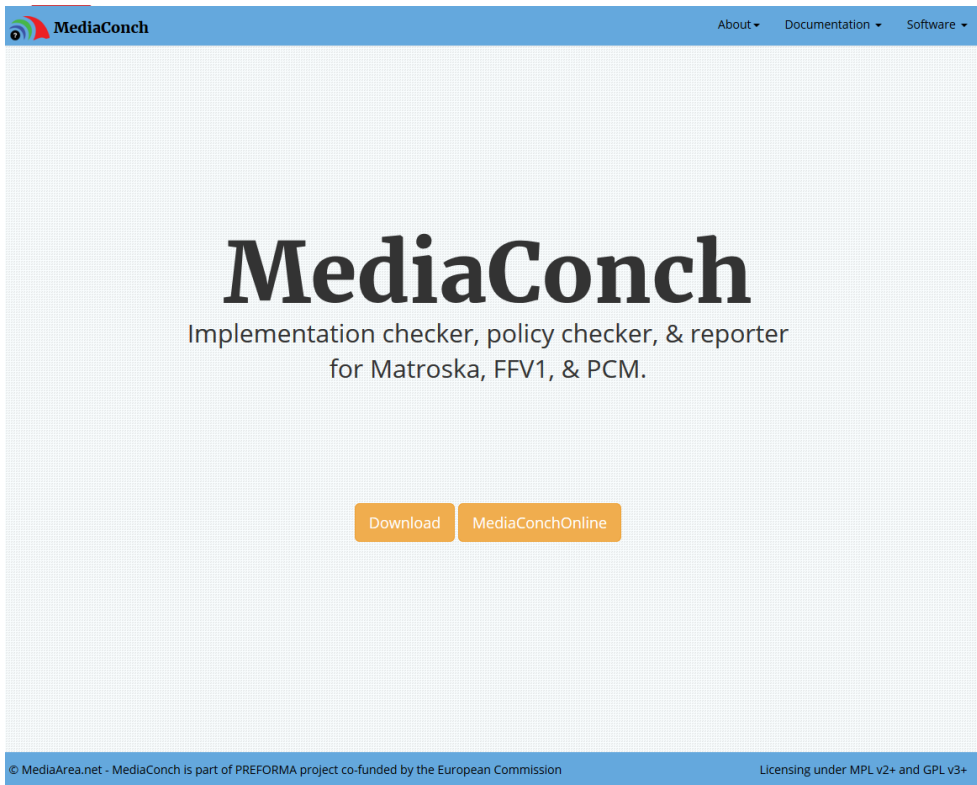 MediaConch
About
Documentation
Software
MediaConch
Implementation checker, policy checker, & reporter
for Matroska, FFV1, & PCM.
Download
MediaConchOnline
© MediaArea.net - MediaConch is part of PREFORMA project co-funded by the European Commission
Licensing under MPL v2+ and GPL v3+